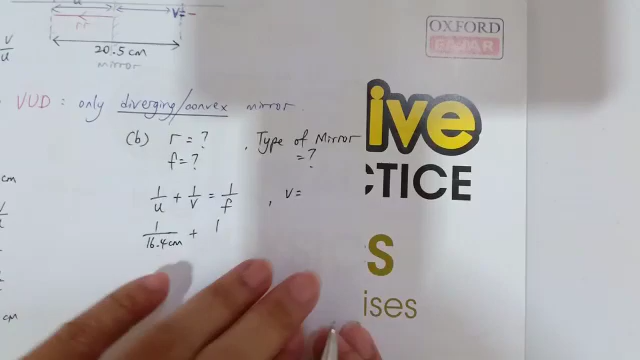 u
v = -
rr
20.5 cm
mirror
v/u
VUD : only diverging/convex mirror.
(b) r = ? , Type of Mirror
f = ? = ?
1/u + 1/v = 1/f , v =
1/16.4cm + 1
cm
cm
OXFORD
FAJAR
ive
CTICE
S
ises